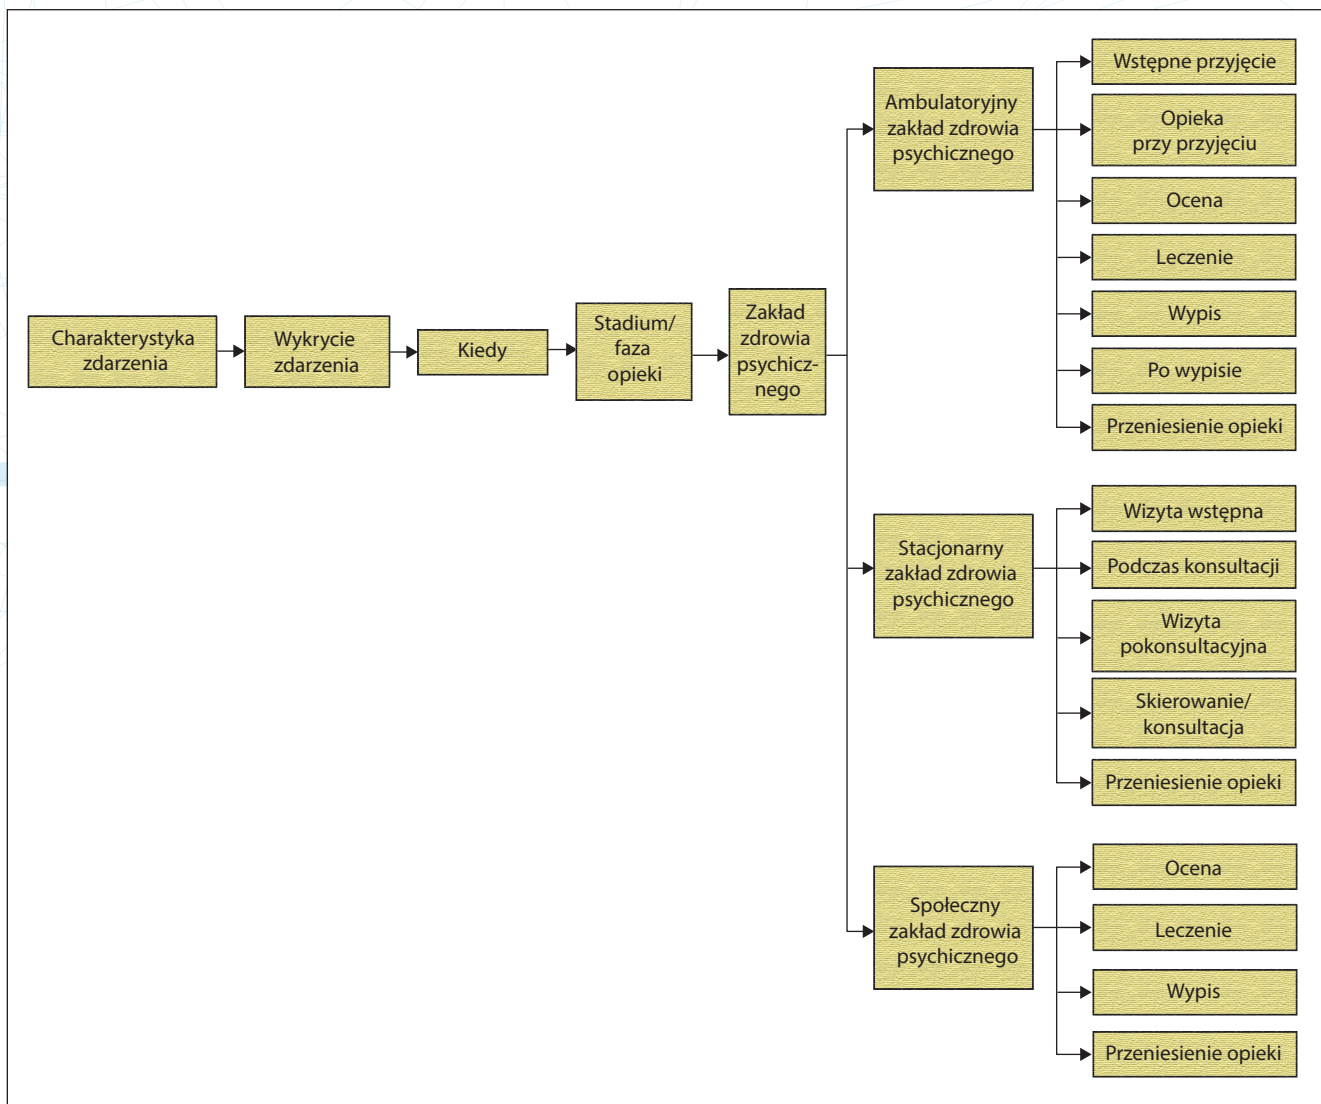 Charakterystyka
zdarzenia
Wykrycie
zdarzenia
Kiedy
Stadium/
faza
opieki
Zakład
zdrowia
psychicz-
nego
Ambulatoryjny
zakład zdrowia
psychicznego
Wstępne przyjęcie
Opieka
przy przyjęciu
Ocena
Leczenie
Wypis
Po wypisie
Przeniesienie opieki
Stacjonarny
zakład zdrowia
psychicznego
Wizyta wstępna
Podczas konsultacji
Wizyta
pokonsultacyjna
Skierowanie/
konsultacja
Przeniesienie opieki
Społeczny
zakład zdrowia
psychicznego
Ocena
Leczenie
Wypis
Przeniesienie opieki